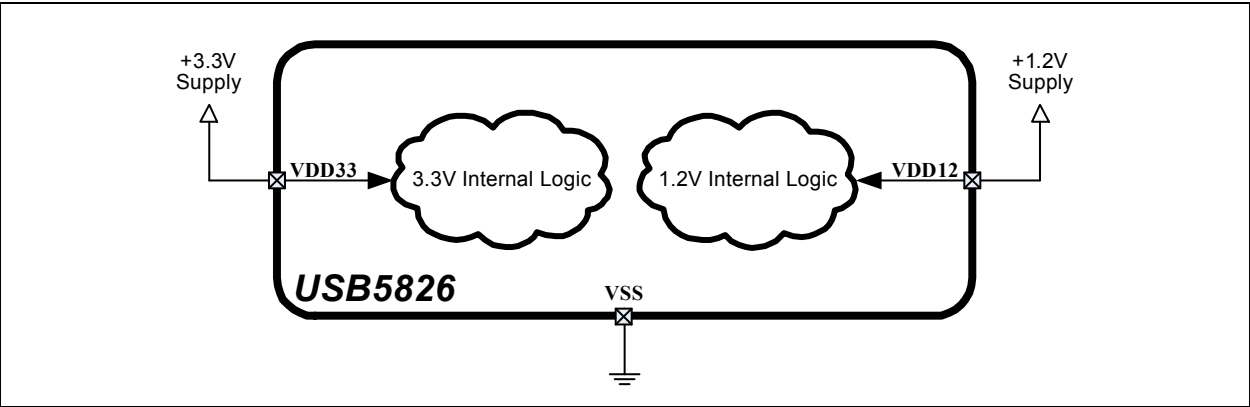 +3.3V
Supply
+1.2V
Supply
VDD33
3.3V Internal Logic
1.2V Internal Logic
VDD12
USB5826
VSS